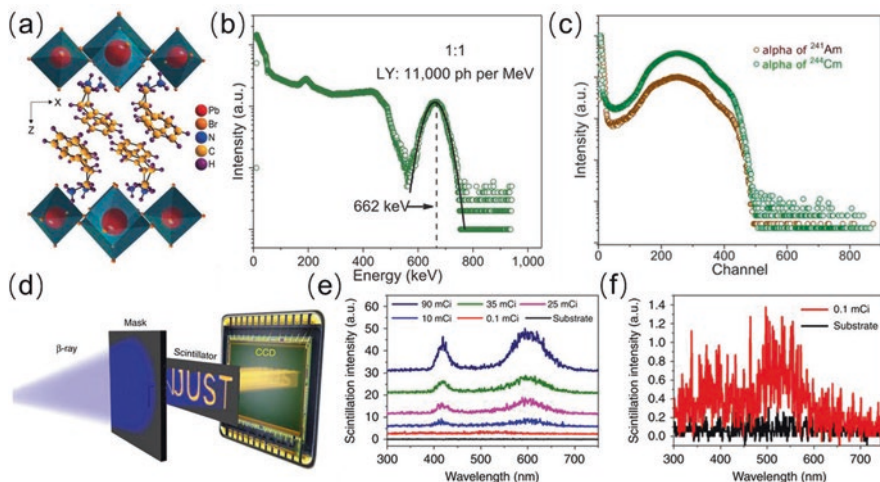 (a)
X
Z
Pb
Br
N
C
H
(b)
Intensity (a.u.)
1:1
LY: 11,000 ph per MeV
662 keV
0 200 400 600 800 1,000
Energy (keV)
(c)
Intensity (a.u.)
alpha of ²⁴¹Am
alpha of ²⁴⁴Cm
0 200 400 600 800
Channel
(d)
β-ray
Mask
Scintillator
JUST
CCD
(e)
Scintillation intensity (a.u.)
60
50
40
30
20
10
0
90 mCi 35 mCi 25 mCi
10 mCi 0.1 mCi Substrate
300 400 500 600 700
Wavelength (nm)
(f)
Scintillation intensity (a.u.)
1.4
1.2
1.0
0.8
0.6
0.4
0.2
0.0
0.1 mCi
Substrate
300 400 500 600 700
Wavelength (nm)